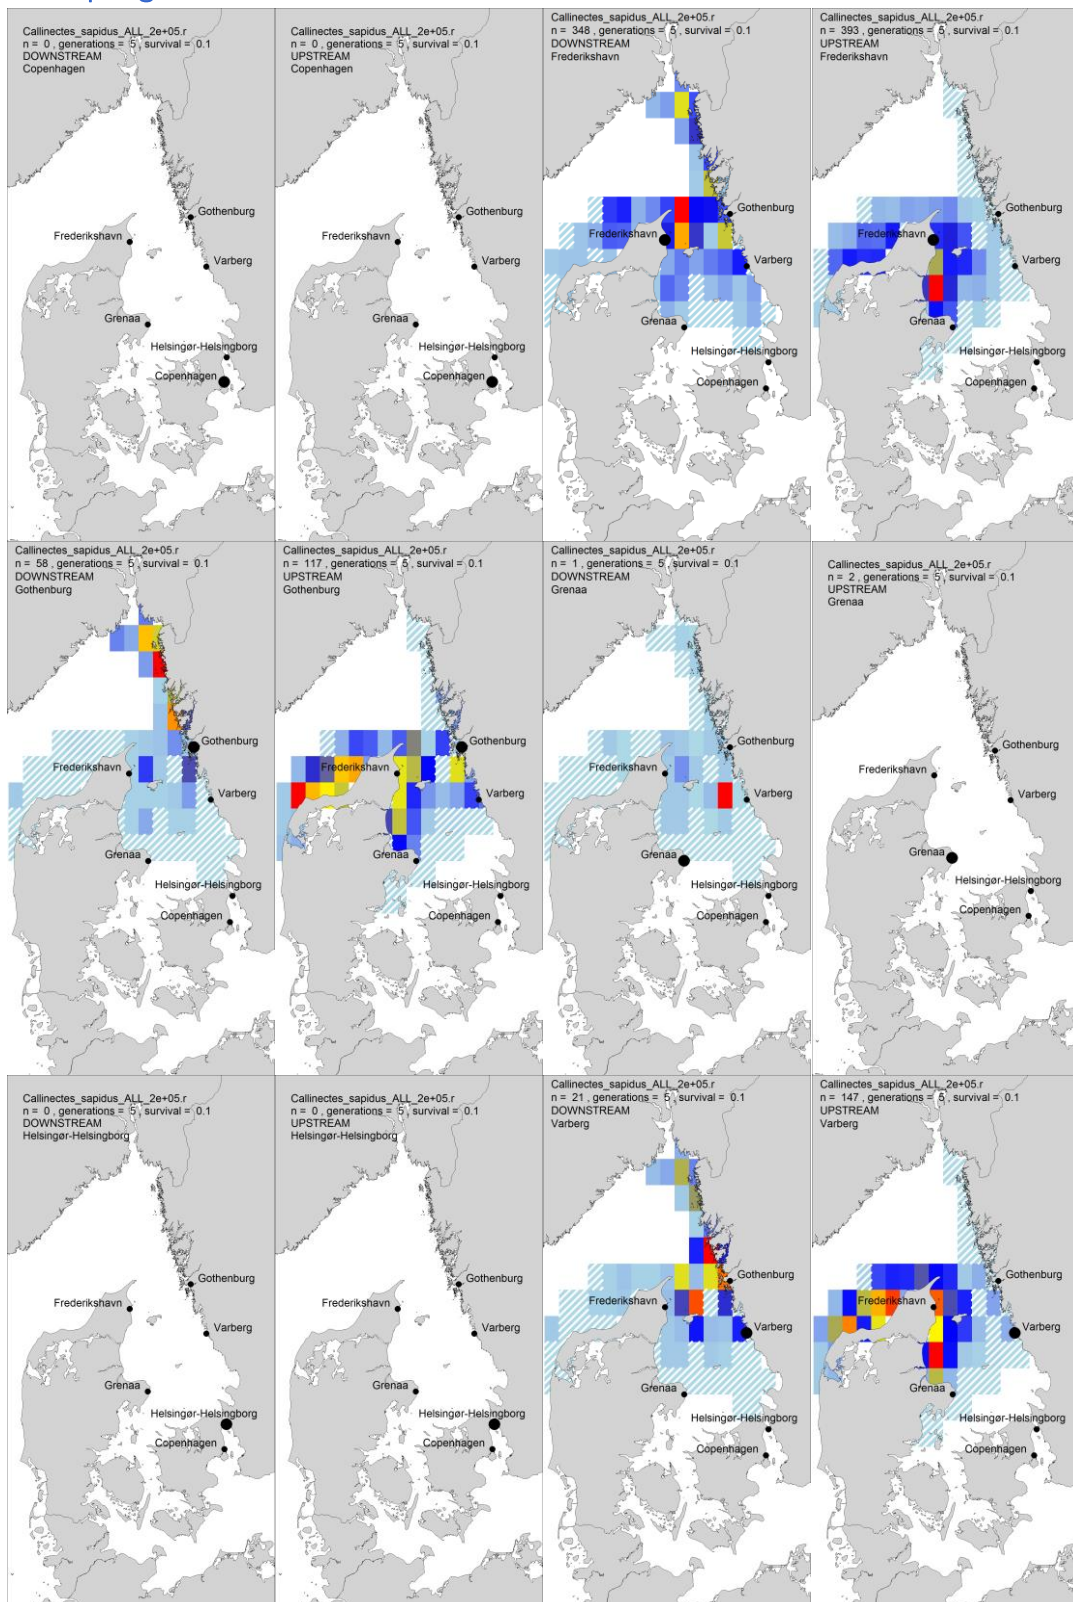 Callinectes_sapidus_ALL_2e+05.r
n = 0 , generations = 5 , survival = 0.1
DOWNSTREAM
Copenhagen
Gothenburg
Frederikshavn
Varberg
Grenaa
Helsingør-Helsingborg
Copenhagen
Callinectes_sapidus_ALL_2e+05.r
n = 0 , generations = 5 , survival = 0.1
UPSTREAM
Copenhagen
Gothenburg
Frederikshavn
Varberg
Grenaa
Helsingør-Helsingborg
Copenhagen
Callinectes_sapidus_ALL_2e+05.r
n = 348 , generations = 5 , survival = 0.1
DOWNSTREAM
Frederikshavn
Gothenburg
Frederikshavn
Varberg
Grenaa
Helsingør-Helsingborg
Copenhagen
Callinectes_sapidus_ALL_2e+05.r
n = 393 , generations = 5 , survival = 0.1
UPSTREAM
Frederikshavn
Gothenburg
Frederikshavn
Varberg
Grenaa
Helsingør-Helsingborg
Copenhagen
Callinectes_sapidus_ALL_2e+05.r
n = 58 , generations = 5 , survival = 0.1
DOWNSTREAM
Gothenburg
Gothenburg
Frederikshavn
Varberg
Grenaa
Helsingør-Helsingborg
Copenhagen
Callinectes_sapidus_ALL_2e+05.r
n = 117 , generations = 5 , survival = 0.1
UPSTREAM
Gothenburg
Gothenburg
Frederikshavn
Varberg
Grenaa
Helsingør-Helsingborg
Copenhagen
Callinectes_sapidus_ALL_2e+05.r
n = 1 , generations = 5 , survival = 0.1
DOWNSTREAM
Grenaa
Gothenburg
Frederikshavn
Varberg
Grenaa
Helsingør-Helsingborg
Copenhagen
Callinectes_sapidus_ALL_2e+05.r
n = 2 , generations = 5 , survival = 0.1
UPSTREAM
Grenaa
Gothenburg
Frederikshavn
Varberg
Grenaa
Helsingør-Helsingborg
Copenhagen
Callinectes_sapidus_ALL_2e+05.r
n = 0 , generations = 5 , survival = 0.1
DOWNSTREAM
Helsingør-Helsingborg
Gothenburg
Frederikshavn
Varberg
Grenaa
Helsingør-Helsingborg
Copenhagen
Callinectes_sapidus_ALL_2e+05.r
n = 0 , generations = 5 , survival = 0.1
UPSTREAM
Helsingør-Helsingborg
Gothenburg
Frederikshavn
Varberg
Grenaa
Helsingør-Helsingborg
Copenhagen
Callinectes_sapidus_ALL_2e+05.r
n = 21 , generations = 5 , survival = 0.1
DOWNSTREAM
Varberg
Gothenburg
Frederikshavn
Varberg
Grenaa
Helsingør-Helsingborg
Copenhagen
Callinectes_sapidus_ALL_2e+05.r
n = 147 , generations = 5 , survival = 0.1
UPSTREAM
Varberg
Gothenburg
Frederikshavn
Varberg
Grenaa
Helsingør-Helsingborg
Copenhagen